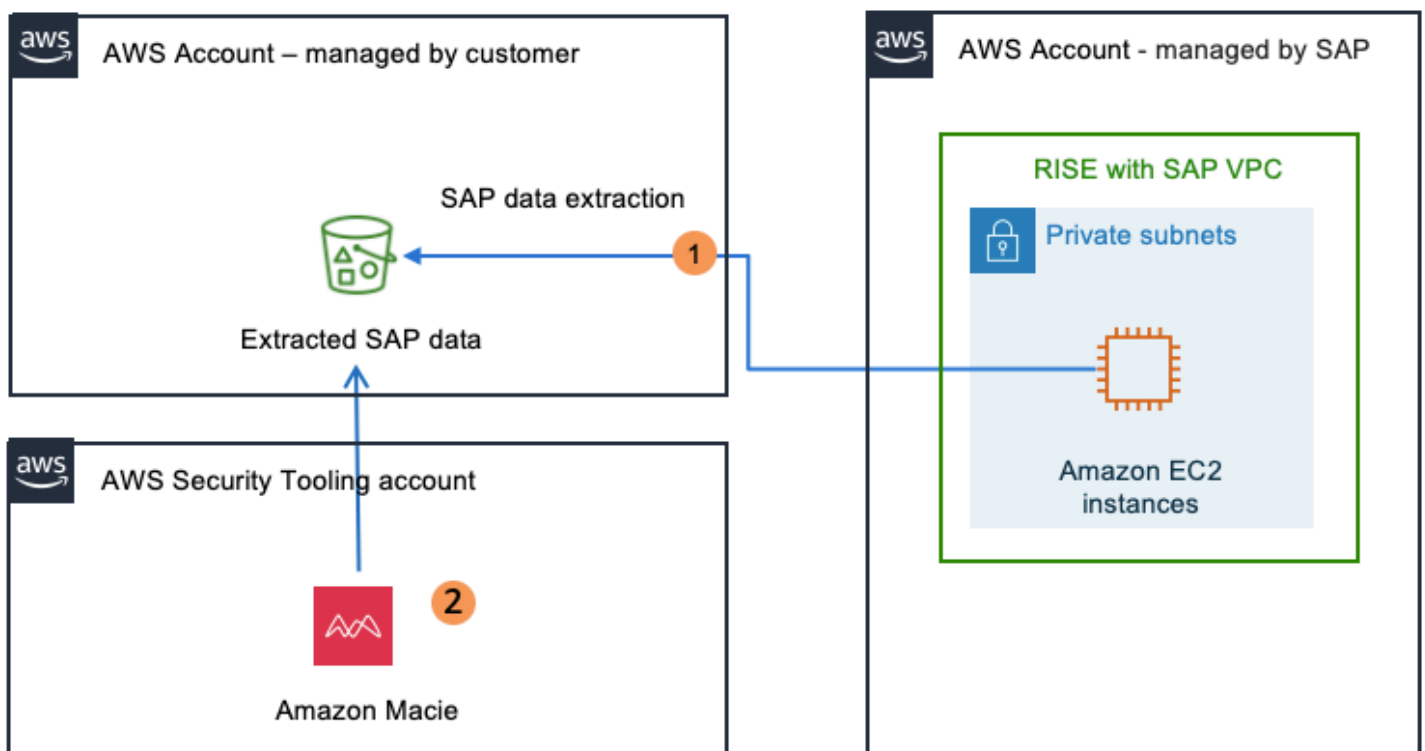 aws
AWS Account – managed by customer
SAP data extraction
1
Extracted SAP data
aws
AWS Security Tooling account
2
Amazon Macie
aws
AWS Account - managed by SAP
RISE with SAP VPC
Private subnets
Amazon EC2
instances